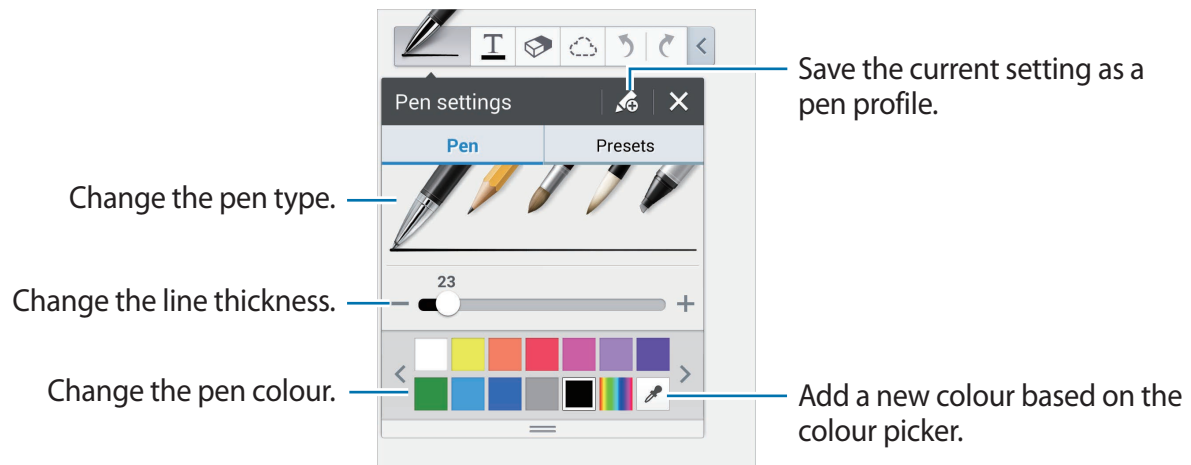 T
Pen settings
Save the current setting as a
pen profile.
Pen
Presets
Change the pen type.
23
Change the line thickness.
Change the pen colour.
Add a new colour based on the
colour picker.